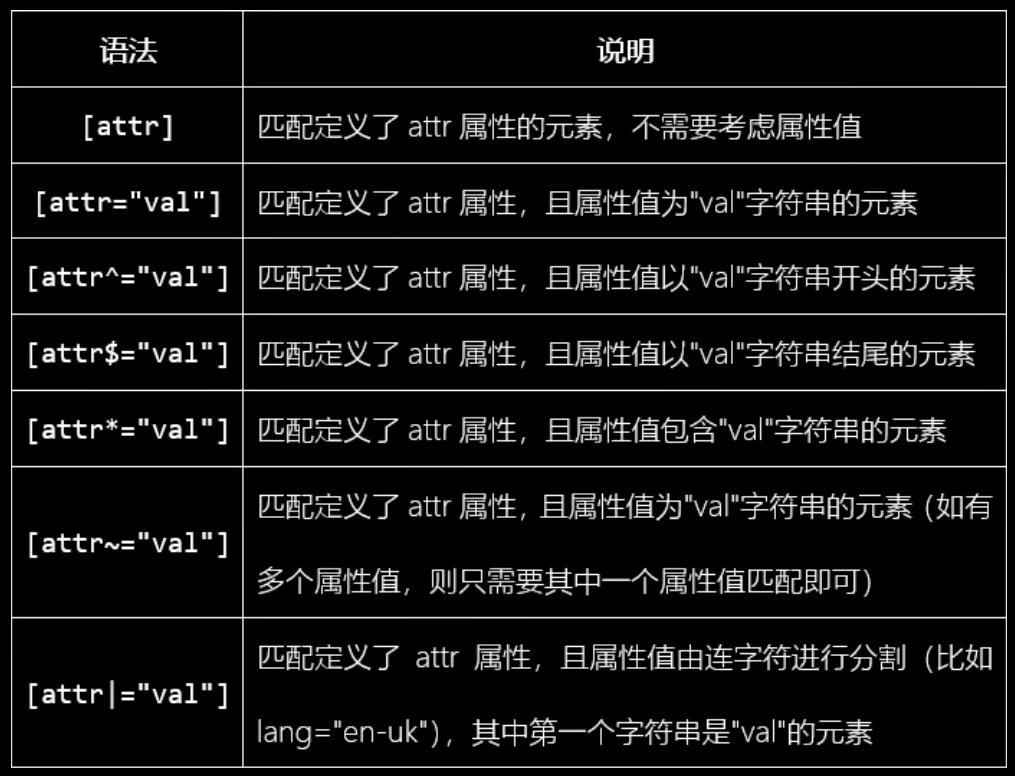 语法
说明
[attr]
匹配定义了 attr 属性的元素，不需要考虑属性值
[attr="val"]
匹配定义了 attr 属性，且属性值为"val"字符串的元素
[attr^="val"]
匹配定义了 attr 属性，且属性值以"val"字符串开头的元素
[attr$="val"]
匹配定义了 attr 属性，且属性值以"val"字符串结尾的元素
[attr*="val"]
匹配定义了 attr 属性，且属性值包含"val"字符串的元素
[attr~="val"]
匹配定义了 attr 属性，且属性值为"val"字符串的元素（如有
多个属性值，则只需要其中一个属性值匹配即可）
[attr|="val"]
匹配定义了 attr 属性，且属性值由连字符进行分割（比如
lang="en-uk"），其中第一个字符串是"val"的元素